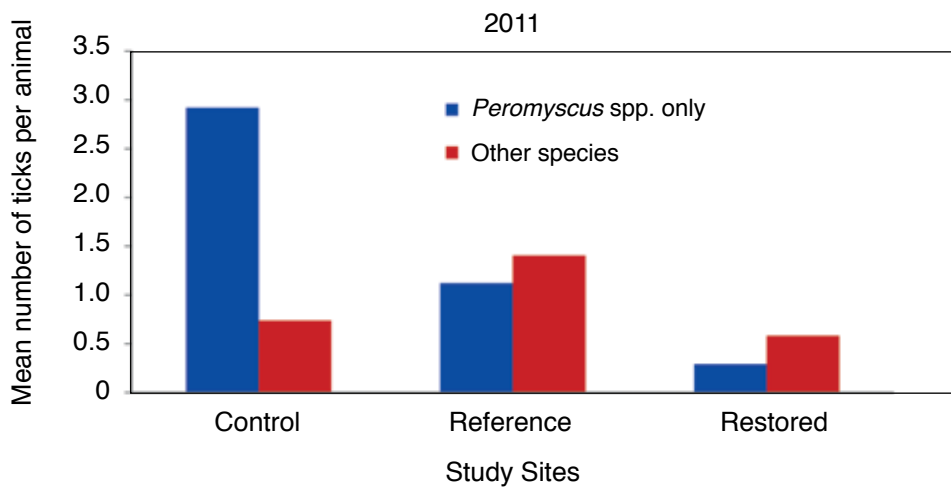 2011
Mean number of ticks per animal
3.5
3.0
2.5
2.0
1.5
1.0
0.5
0
Peromyscus spp. only
Other species
Control Reference Restored
Study Sites